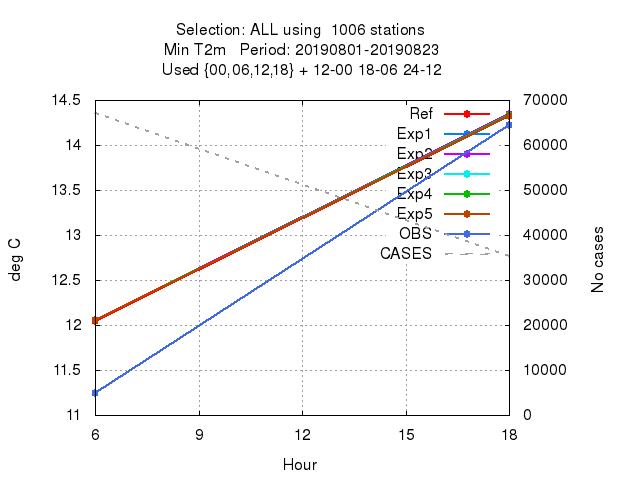 Selection: ALL using  1006 stations
Min T2m   Period: 20190801-20190823
Used {00,06,12,18} + 12-00 18-06 24-12
14.5
14
13.5
13
12.5
12
11.5
11
deg C
70000
60000
50000
40000
30000
20000
10000
0
No cases
Ref
Exp1
Exp2
Exp3
Exp4
Exp5
OBS
CASES
6
9
12
15
18
Hour